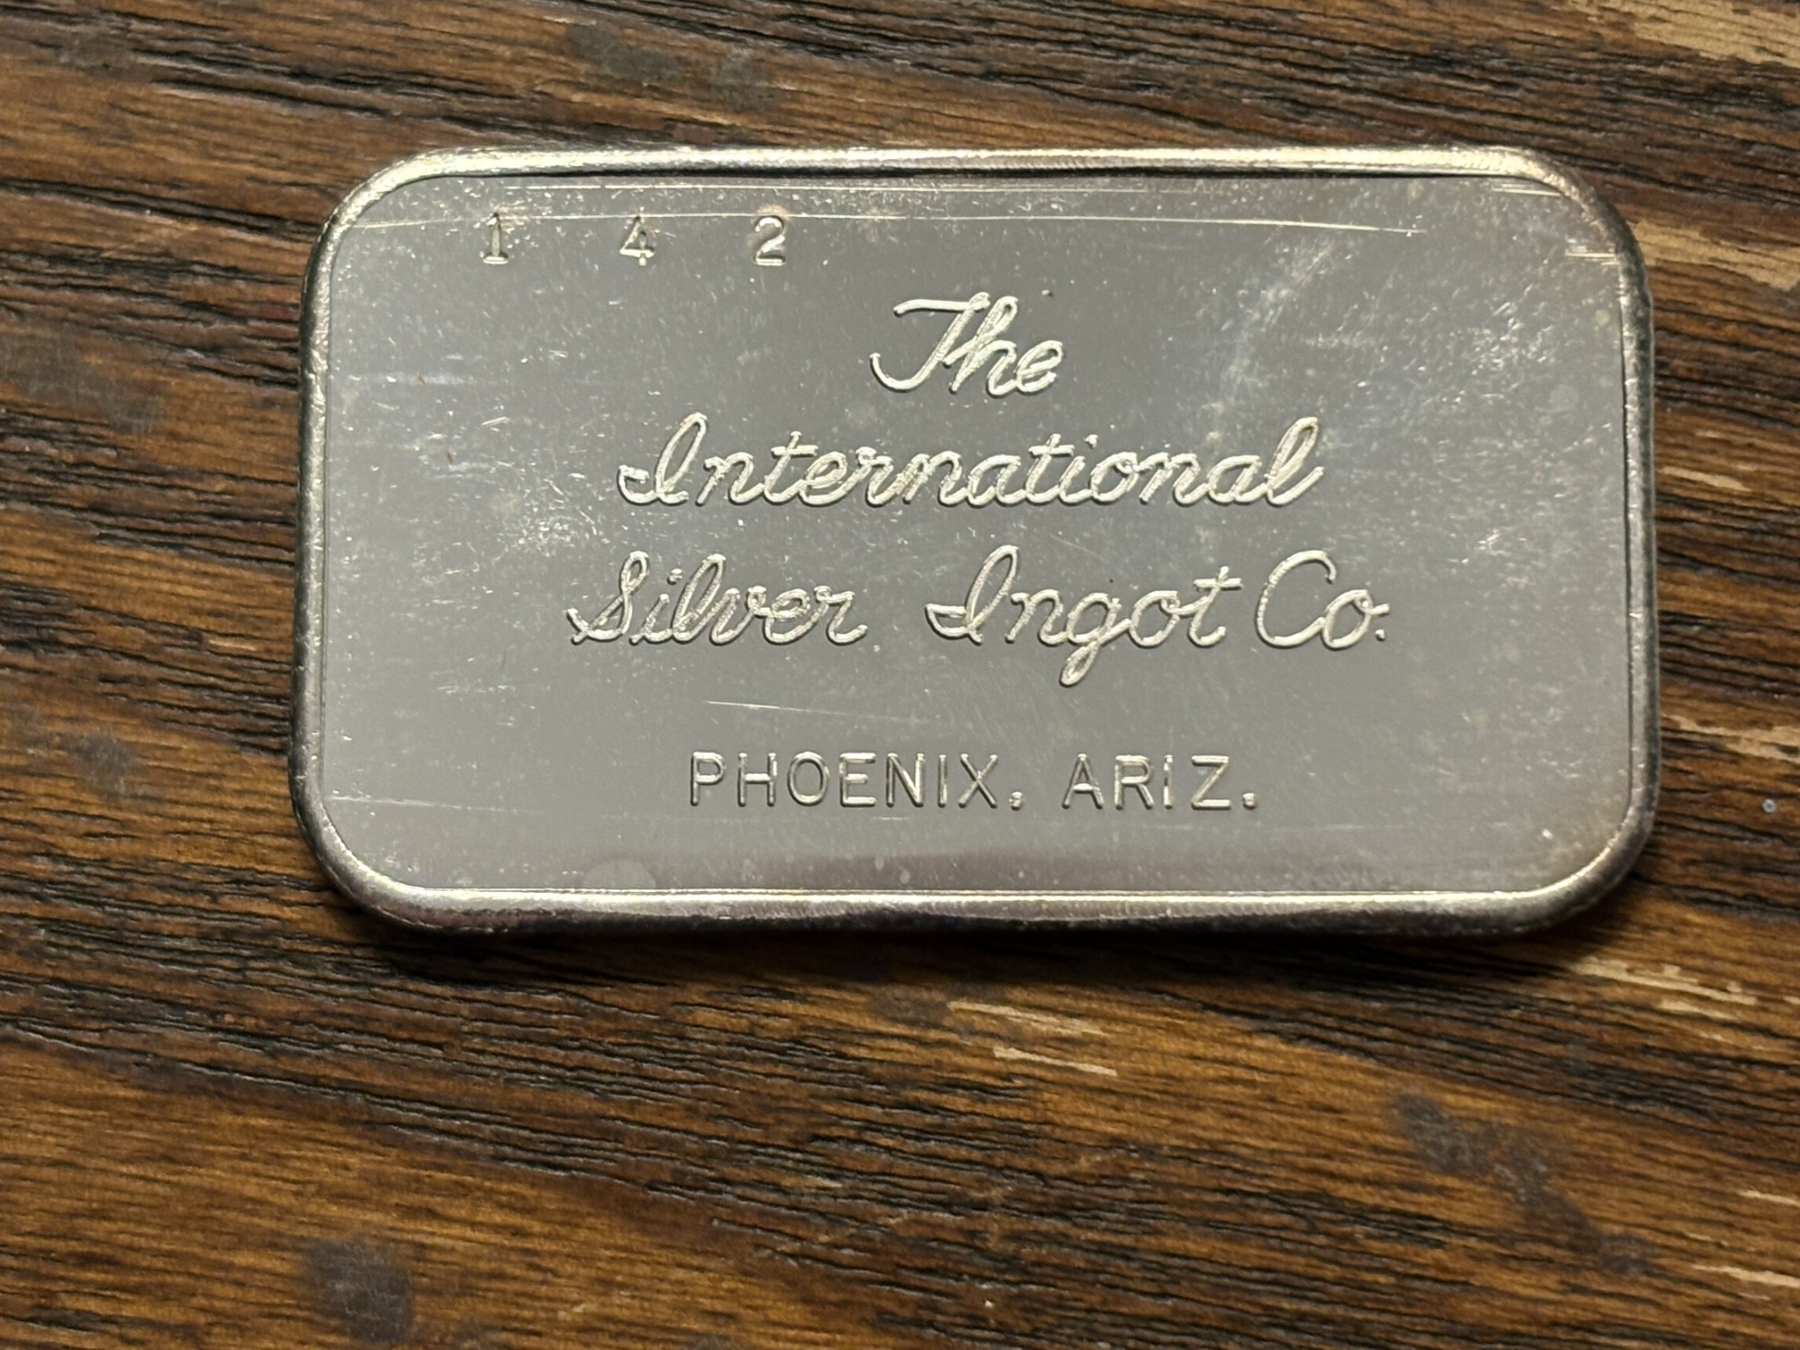 1 4 2
The
International
Silver Ingot Co.
PHOENIX, ARIZ.